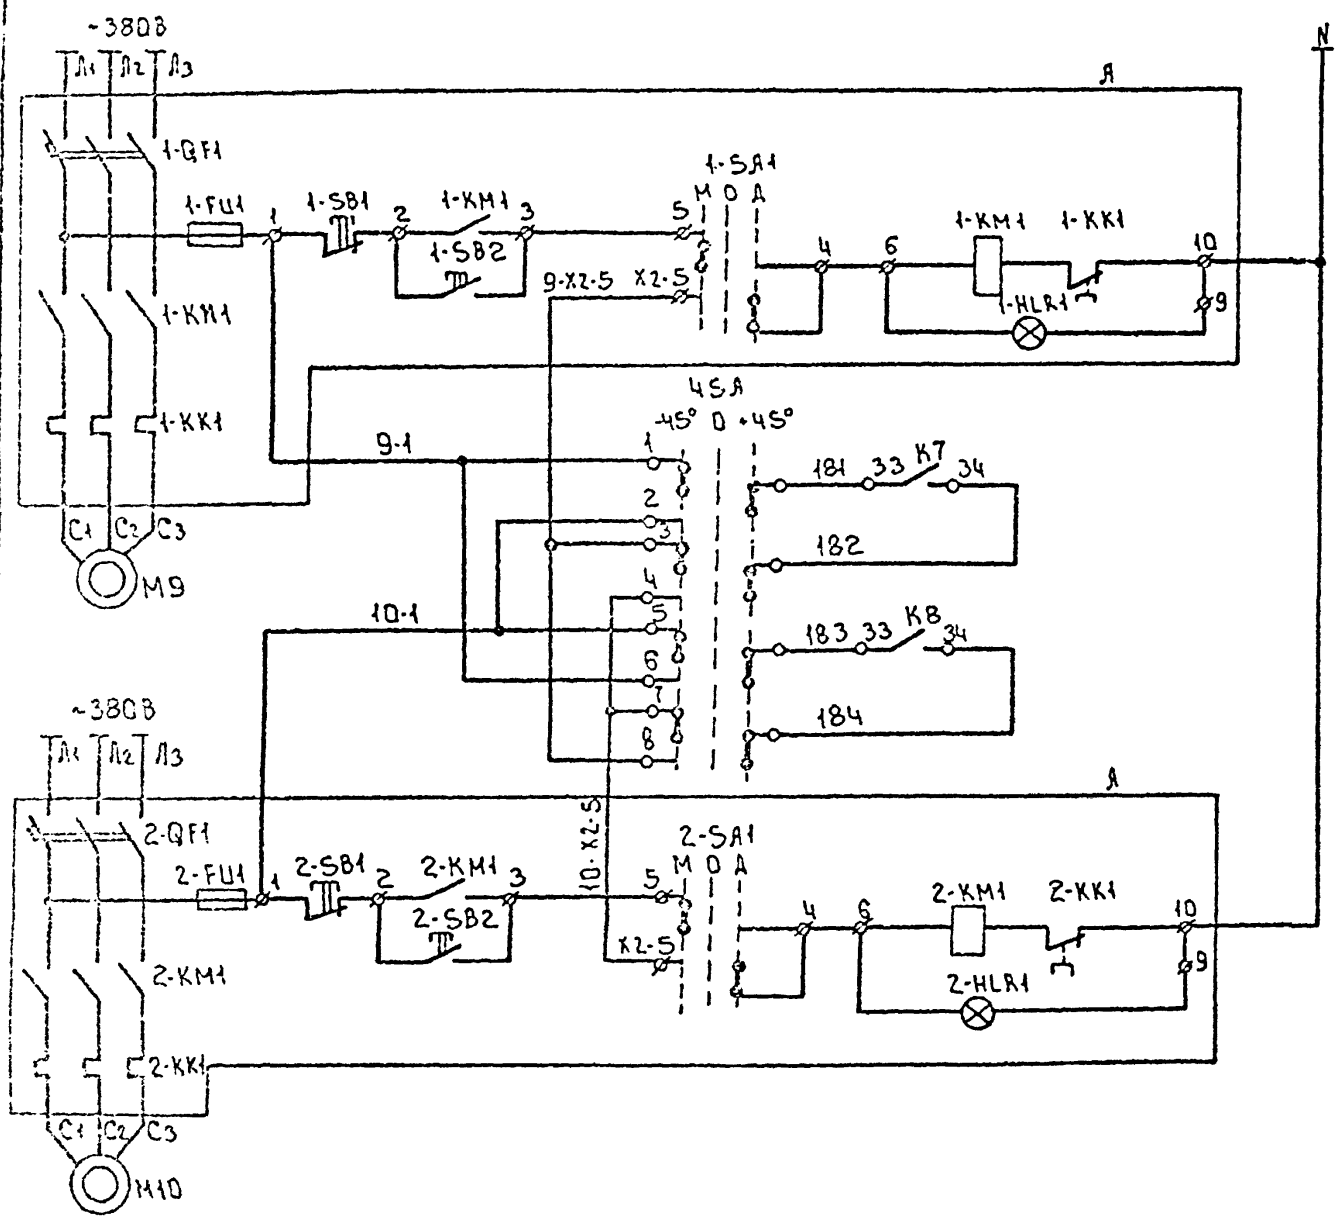 ~380В
N
Л1 Л2 Л3
А
1-QF1
1-SA1
М О А
1-FU1 1 1-SB1 2 1-KM1 3 5
1-KM1 1-KK1
1-SB2
4 6 10
9-X2-5 X2-5
1-HLR1 9
1-KM1
4SA
-45° 0 +45°
1-KK1
9-1 1
181 33 K7 34
2
3
С1 С2 С3
182
М9
4
10-1 5
183 33 K8 34
6
7
~380В
184
8
Л1 Л2 Л3
А
10-X2-5
2-QF1
2-SA1
М О А
2-FU1 1 2-SB1 2 2-KM1 3 5
2-KM1 2-KK1
2-SB2
4 6 10
X2-5
9
2-HLR1
2-KM1
2-KK1
С1 С2 С3
М10